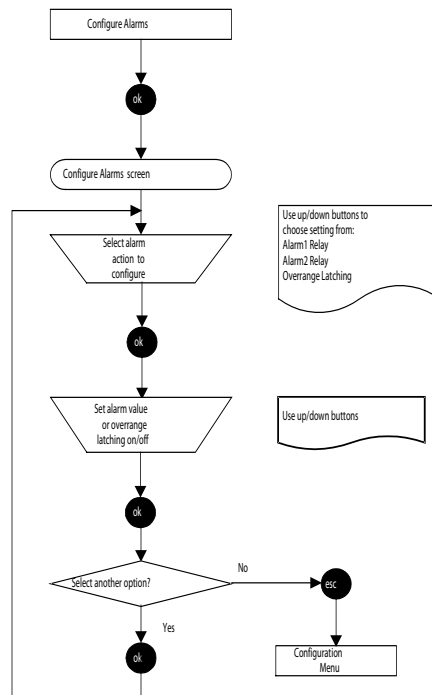 Configure Alarms
ok
Configure Alarms screen
Select alarm
action to
configure
Use up/down buttons to
choose setting from:
Alarm1 Relay
Alarm2 Relay
Overrange Latching
ok
Set alarm value
or overrange
latching on/off
Use up/down buttons
ok
Select another option?
No
esc
Yes
ok
Configuration
Menu